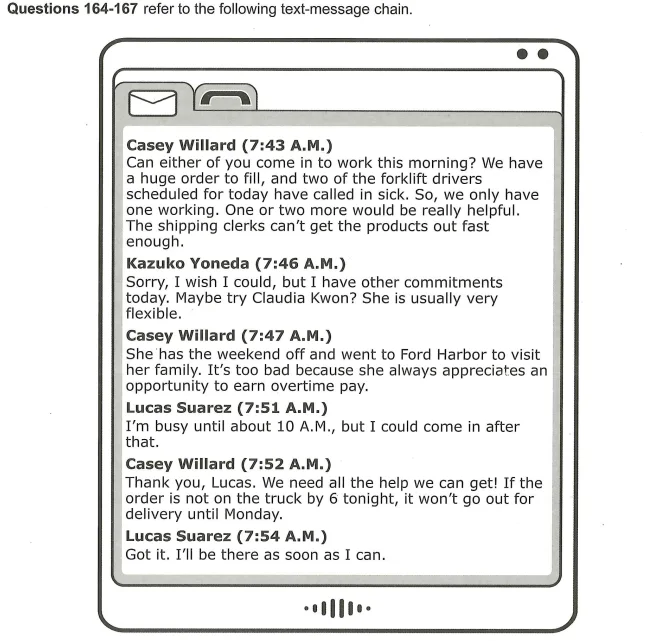 Questions 164-167 refer to the following text-message chain.
Casey Willard (7:43 A.M.)
Can either of you come in to work this morning? We have
a huge order to fill, and two of the forklift drivers
scheduled for today have called in sick. So, we only have
one working. One or two more would be really helpful.
The shipping clerks can't get the products out fast
enough.
Kazuko Yoneda (7:46 A.M.)
Sorry, I wish I could, but I have other commitments
today. Maybe try Claudia Kwon? She is usually very
flexible.
Casey Willard (7:47 A.M.)
She has the weekend off and went to Ford Harbor to visit
her family. It's too bad because she always appreciates an
opportunity to earn overtime pay.
Lucas Suarez (7:51 A.M.)
I'm busy until about 10 A.M., but I could come in after
that.
Casey Willard (7:52 A.M.)
Thank you, Lucas. We need all the help we can get! If the
order is not on the truck by 6 tonight, it won't go out for
delivery until Monday.
Lucas Suarez (7:54 A.M.)
Got it. I'll be there as soon as I can.